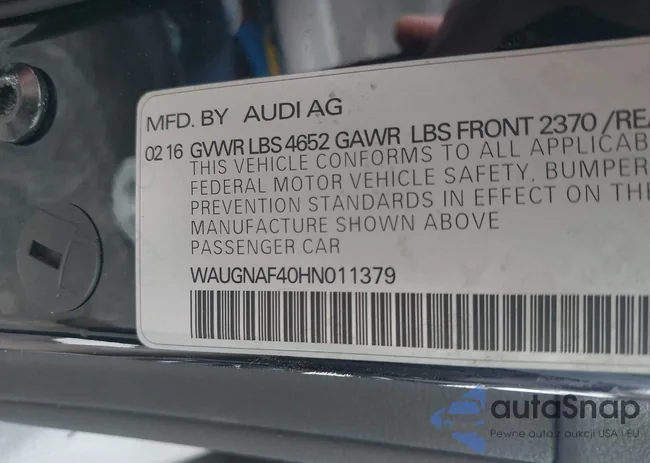 MFD. BY AUDI AG
02 16 GVWR LBS 4652 GAWR LBS FRONT 2370 /REA
THIS VEHICLE CONFORMS TO ALL APPLICAB
FEDERAL MOTOR VEHICLE SAFETY, BUMPER
PREVENTION STANDARDS IN EFFECT ON THE
MANUFACTURE SHOWN ABOVE
PASSENGER CAR
WAUGNAF40HN011379
autaSnap
Pewne auta z aukcji USA i EU